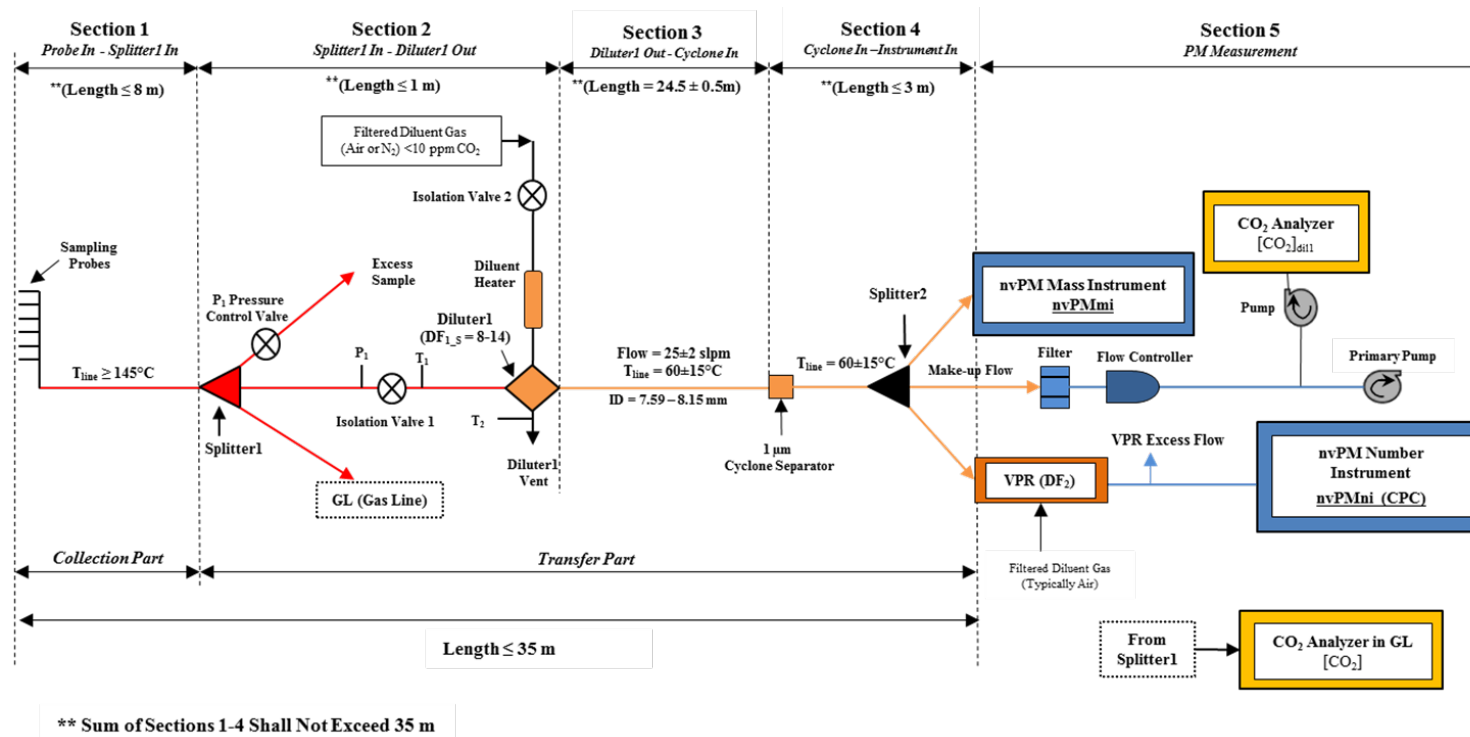 Section 1
Probe In - Splitter1 In
**(Length ≤ 8 m)
Section 2
Splitter1 In - Diluter1 Out
**(Length ≤ 1 m)
Section 3
Diluter1 Out - Cyclone In
**(Length = 24.5 ± 0.5m)
Section 4
Cyclone In –Instrument In
**(Length ≤ 3 m)
Section 5
PM Measurement
Filtered Diluent Gas
(Air or N₂) <10 ppm CO₂
Isolation Valve 2
Sampling
Probes
P₁ Pressure
Control Valve
Excess
Sample
Diluent
Heater
Diluter1
(DF₁_S = 8-14)
T_line ≥ 145°C
P₁
T₁
Isolation Valve 1
Splitter1
T₂
Diluter1
Vent
GL (Gas Line)
Flow = 25±2 slpm
T_line = 60±15°C
ID = 7.59 – 8.15 mm
1 µm
Cyclone Separator
T_line = 60±15°C
Splitter2
CO₂ Analyzer
[CO₂]dil1
nvPM Mass Instrument
nvPMmi
Pump
Make-up Flow
Filter
Flow Controller
Primary Pump
VPR Excess Flow
VPR (DF₂)
nvPM Number
Instrument
nvPMni (CPC)
Filtered Diluent Gas
(Typically Air)
Collection Part
Transfer Part
Length ≤ 35 m
From
Splitter1
CO₂ Analyzer in GL
[CO₂]
** Sum of Sections 1-4 Shall Not Exceed 35 m